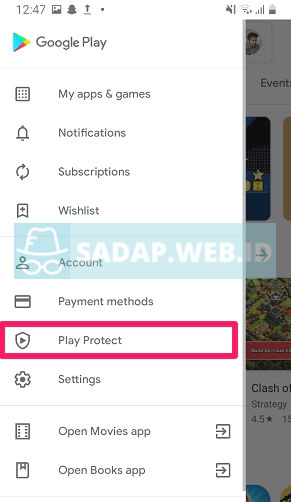 12:47
Google Play
My apps & games
Notifications
Subscriptions
Wishlist
SADAP.WEB.ID
Account
Payment methods
Play Protect
Settings
Open Movies app
Open Books app
Events
Clash of
Strategy
4.5★